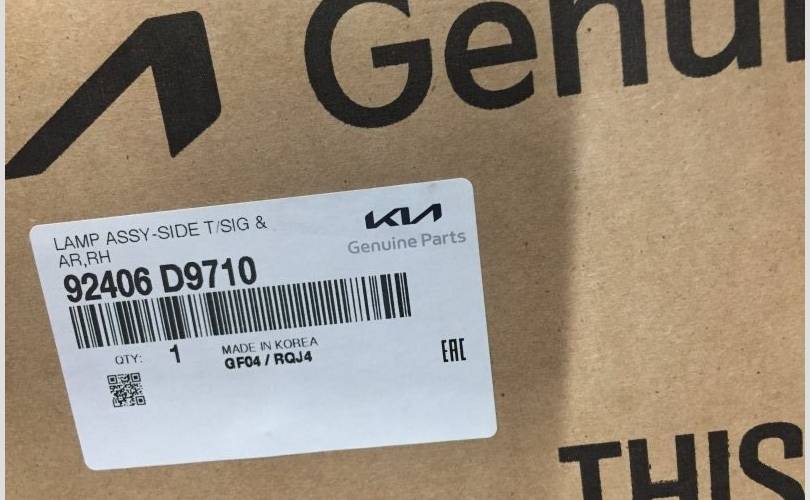 Genui
LAMP ASSY-SIDE T/SIG &
AR,RH
KIA
Genuine Parts
92406 D9710
QTY: 1
MADE IN KOREA
GF04 / RQJ4
EAC
THIS